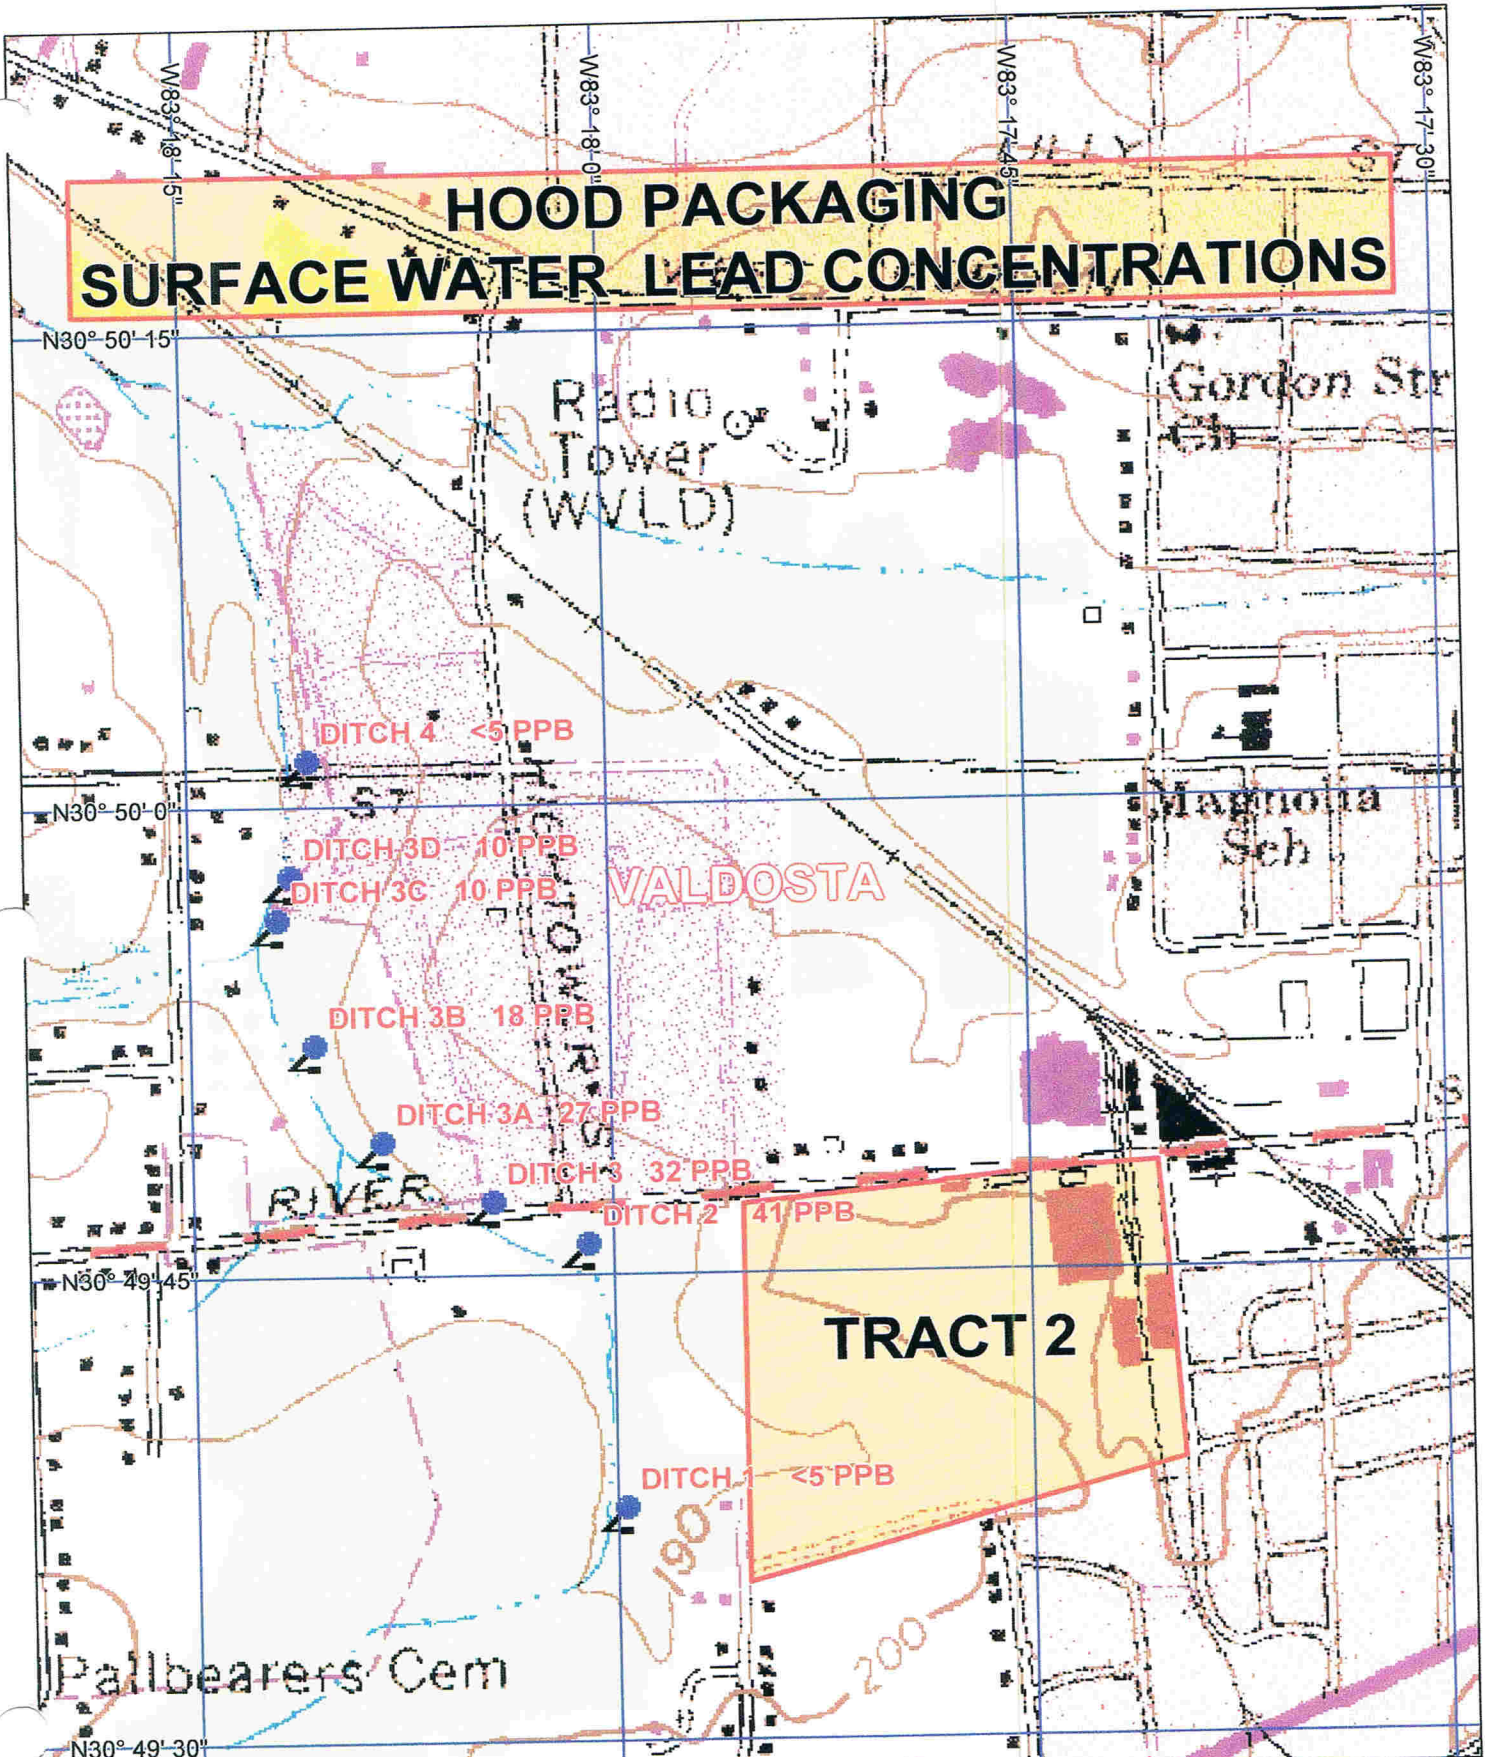 W83° 18' 15"
W83° 18' 0"
W83° 17' 45"
W83° 17' 30"
HOOD PACKAGING
SURFACE WATER LEAD CONCENTRATIONS
N30° 50' 15"
Radio
Tower
(WVLD)
Gordon Str
Ch
DITCH 4 <5 PPB
ST
N30° 50' 0"
Magnolia
Sch
DITCH 3D 10 PPB
DITCH 3C 10 PPB
VALDOSTA
DITCH 3B 18 PPB
DITCH 3A 27 PPB
S
DITCH 3 32 PPB
RIVER
DITCH 2 41 PPB
N30° 49' 45"
TRACT 2
DITCH 1 <5 PPB
190
200
Pallbearers Cem
N30° 49' 30"